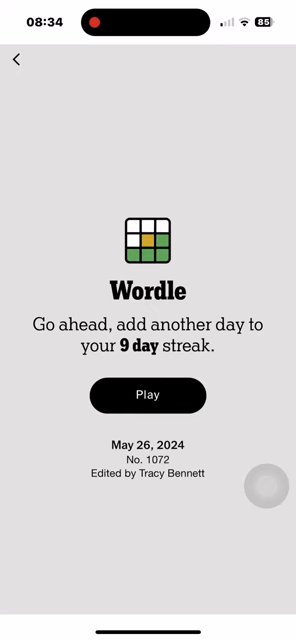 08:34
85
Wordle
Go ahead, add another day to
your 9 day streak.
Play
May 26, 2024
No. 1072
Edited by Tracy Bennett